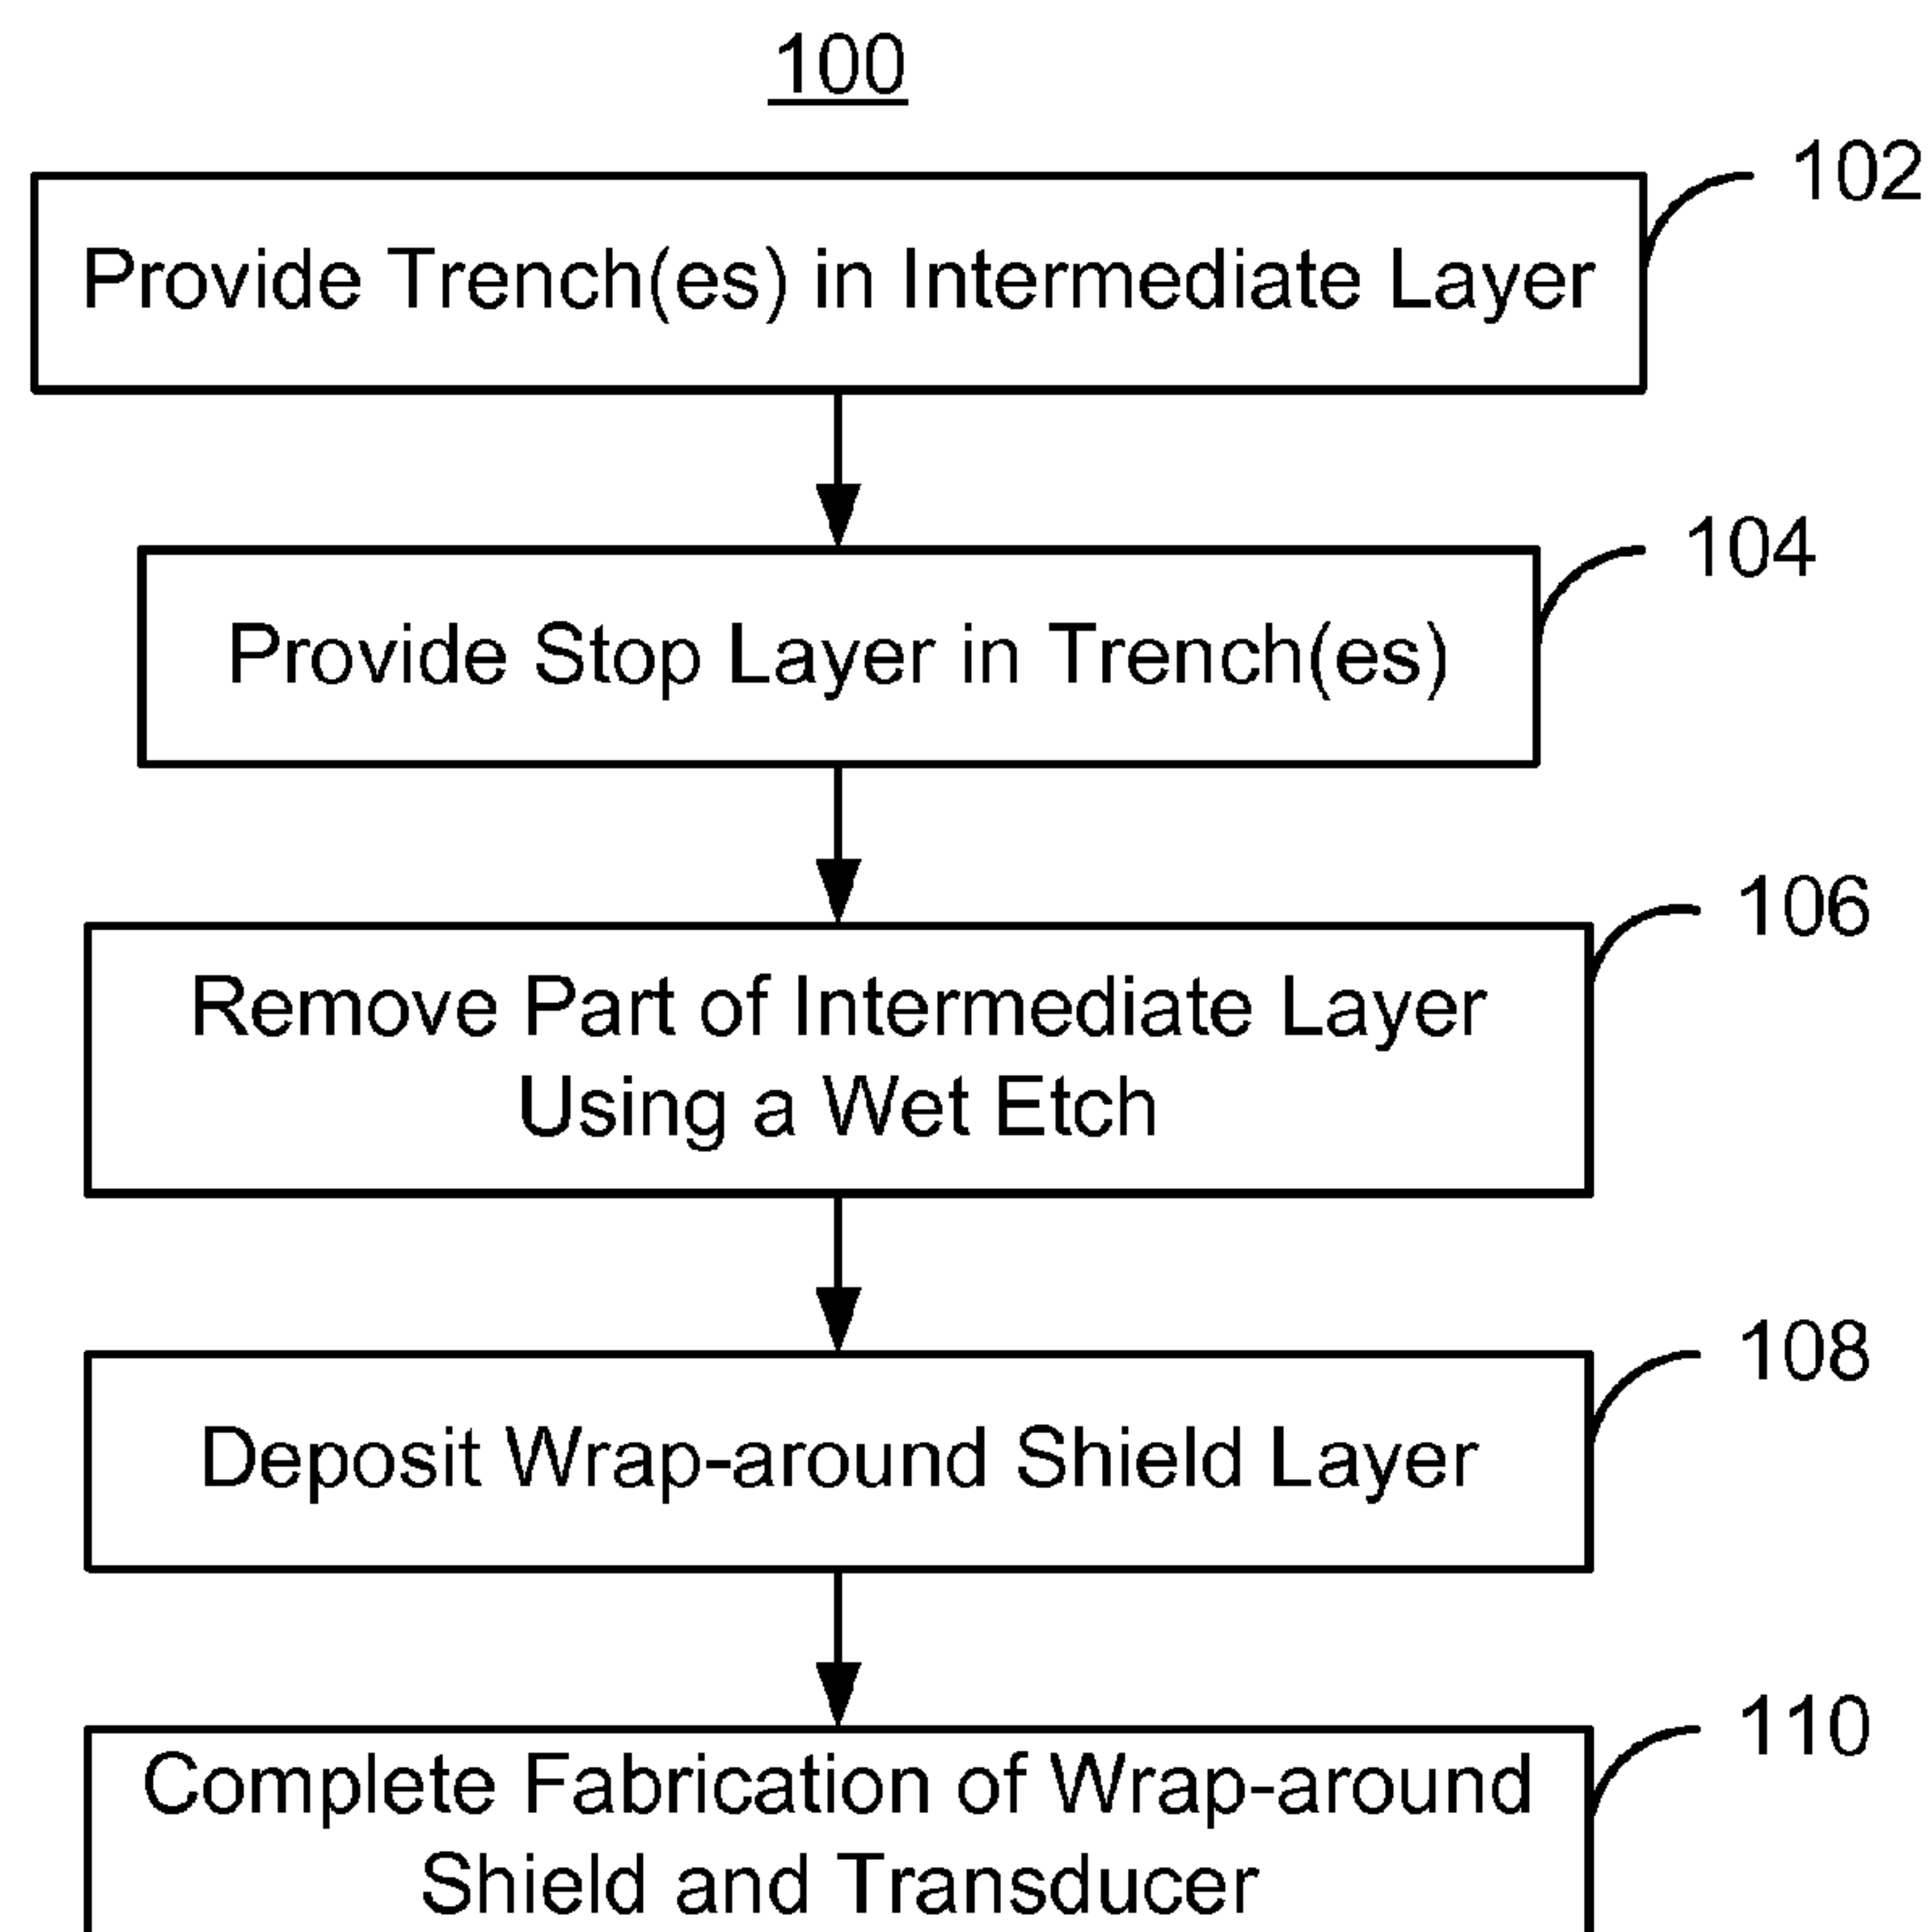 100
102
Provide Trench(es) in Intermediate Layer
104
Provide Stop Layer in Trench(es)
106
Remove Part of Intermediate Layer
Using a Wet Etch
108
Deposit Wrap-around Shield Layer
110
Complete Fabrication of Wrap-around
Shield and Transducer